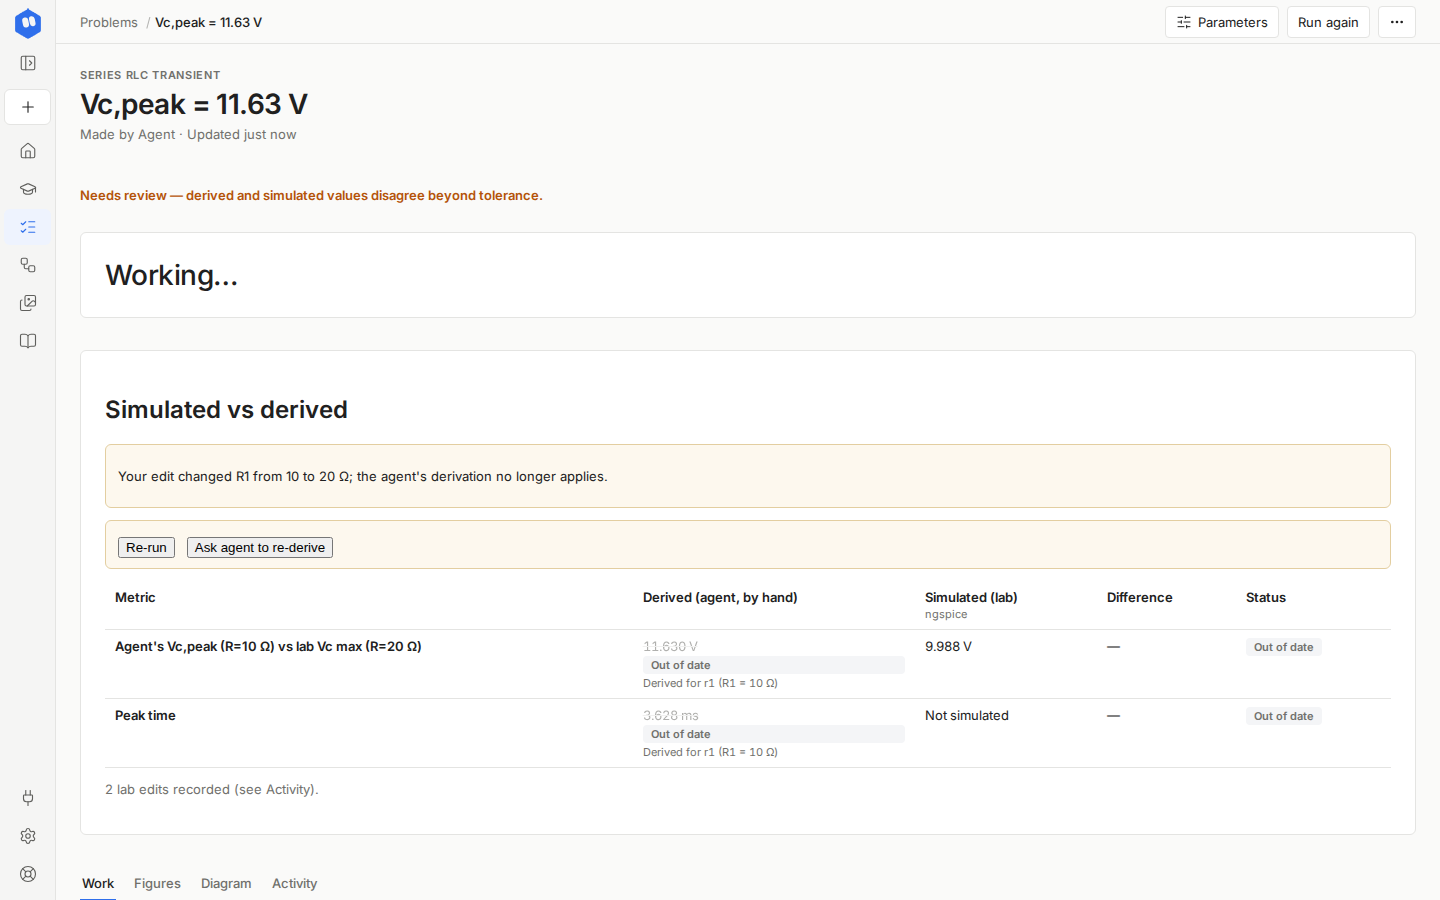 Problems / Vc,peak = 11.63 V
Parameters
Run again
SERIES RLC TRANSIENT
Vc,peak = 11.63 V
Made by Agent · Updated just now
Needs review — derived and simulated values disagree beyond tolerance.
Working...
Simulated vs derived
Your edit changed R1 from 10 to 20 Ω; the agent's derivation no longer applies.
Re-run Ask agent to re-derive
Metric Derived (agent, by hand) Simulated (lab) Difference Status
ngspice
Agent's Vc,peak (R=10 Ω) vs lab Vc max (R=20 Ω) 11.630 V 9.988 V — Out of date
Out of date
Derived for r1 (R1 = 10 Ω)
Peak time 3.628 ms Not simulated — Out of date
Out of date
Derived for r1 (R1 = 10 Ω)
2 lab edits recorded (see Activity).
Work Figures Diagram Activity